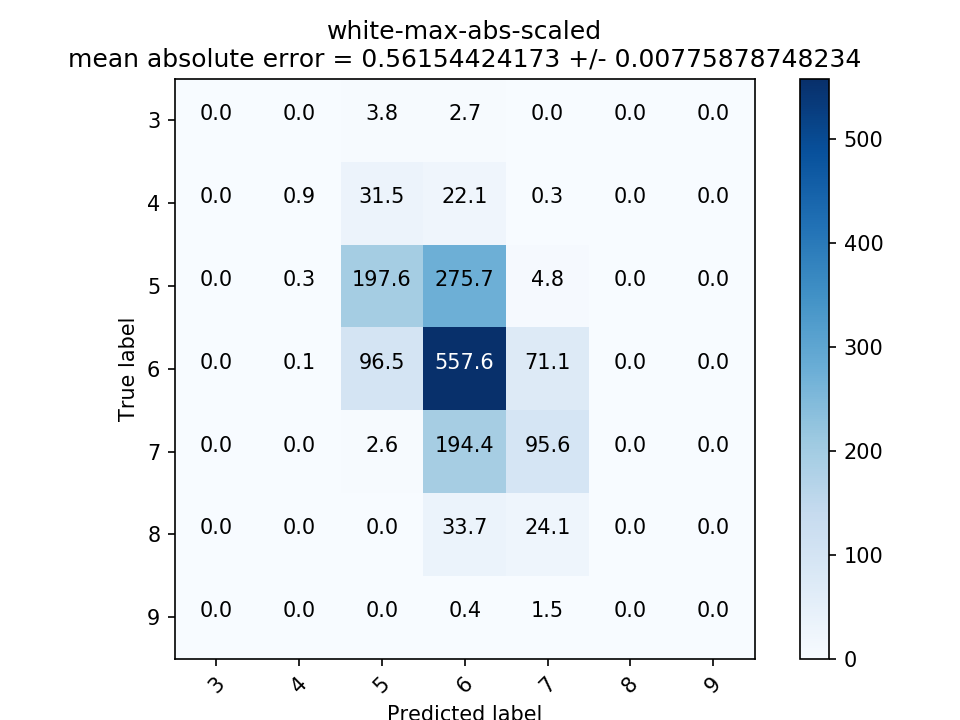 white-max-abs-scaled
mean absolute error = 0.56154424173 +/- 0.00775878748234
3 0.0 0.0 3.8 2.7 0.0 0.0 0.0
4 0.0 0.9 31.5 22.1 0.3 0.0 0.0
5 0.0 0.3 197.6 275.7 4.8 0.0 0.0
6 0.0 0.1 96.5 557.6 71.1 0.0 0.0
7 0.0 0.0 2.6 194.4 95.6 0.0 0.0
8 0.0 0.0 0.0 33.7 24.1 0.0 0.0
9 0.0 0.0 0.0 0.4 1.5 0.0 0.0
3 4 5 6 7 8 9
True label
Predicted label
500
400
300
200
100
0